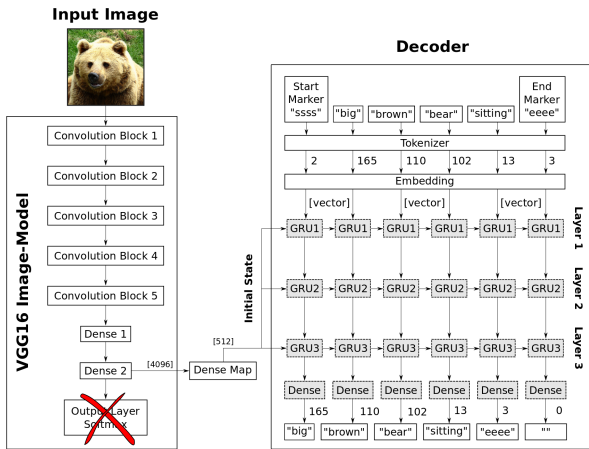 Input Image
VGG16 Image-Model
Convolution Block 1
Convolution Block 2
Convolution Block 3
Convolution Block 4
Convolution Block 5
Dense 1
Dense 2
[4096]
Output Layer
Softmax
Dense Map
[512]
Initial State
Decoder
Start
Marker
"ssss"
"big"
"brown"
"bear"
"sitting"
End
Marker
"eeee"
Tokenizer
2 165 110 102 13 3
Embedding
[vector] [vector] [vector]
GRU1 GRU1 GRU1 GRU1 GRU1 GRU1
Layer 1
GRU2 GRU2 GRU2 GRU2 GRU2 GRU2
Layer 2
GRU3 GRU3 GRU3 GRU3 GRU3 GRU3
Layer 3
Dense Dense Dense Dense Dense Dense
165 110 102 13 3 0
"big" "brown" "bear" "sitting" "eeee" ""